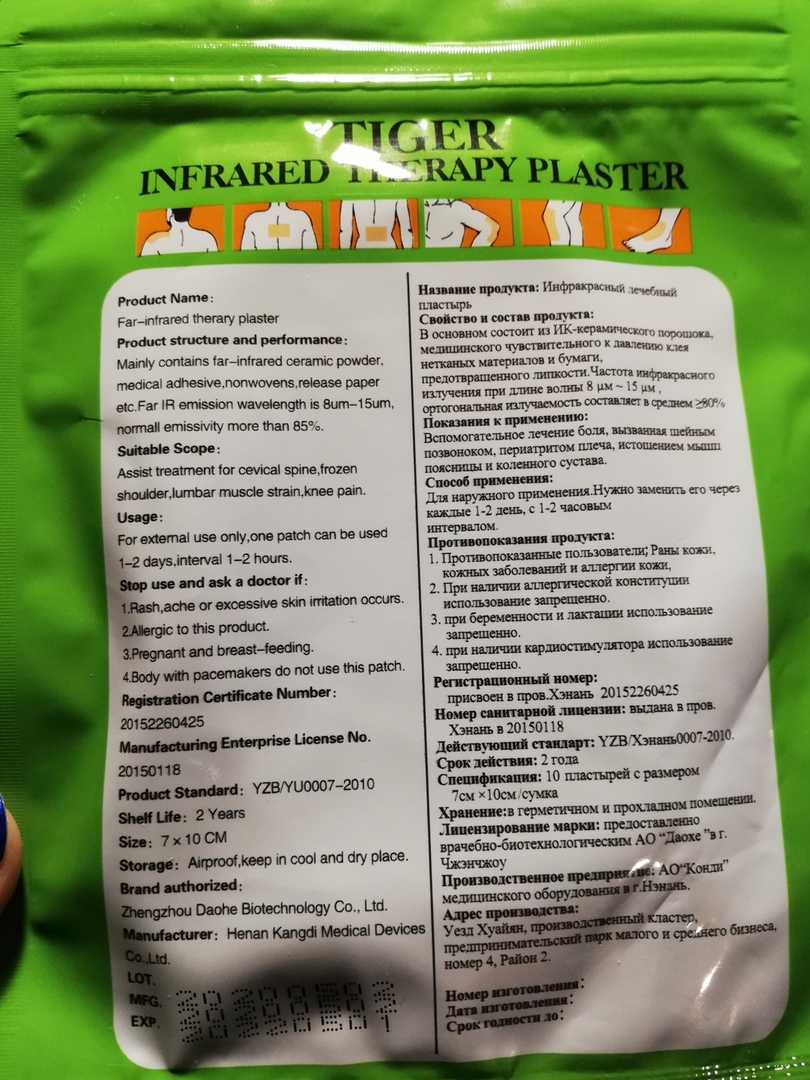 TIGER
INFRARED THERAPY PLASTER
Product Name:
Far-infrared therary plaster
Product structure and performance:
Mainly contains far-infrared ceramic powder,
medical adhesive,nonwovens,release paper
etc.Far IR emission wavelength is 8um-15um,
normall emissivity more than 85%.
Suitable Scope:
Assist treatment for cevical spine,frozen
shoulder,lumbar muscle strain,knee pain.
Usage:
For external use only,one patch can be used
1-2 days,interval 1-2 hours.
Stop use and ask a doctor if:
1.Rash,ache or excessive skin irritation occurs.
2.Allergic to this product.
3.Pregnant and breast-feeding.
4.Body with pacemakers do not use this patch.
Registration Certificate Number:
20152260425
Manufacturing Enterprise License No.
20150118
Product Standard: YZB/YU0007-2010
Shelf Life: 2 Years
Size: 7×10 CM
Storage: Airproof,keep in cool and dry place.
Brand authorized:
Zhengzhou Daohe Biotechnology Co., Ltd.
Manufacturer: Henan Kangdi Medical Devices
Co.,Ltd.
LOT.
MFG.
EXP.
Название продукта: Инфракрасный лечебный
пластырь
Свойство и состав продукта:
В основном состоит из ИК-керамического порошока,
медицинского чувствительного к давлению клея
нетканых материалов и бумаги,
предотвращенного липкости.Частота инфракрасного
излучения при длине волны 8 μм ~ 15 μм ,
ортогональная излучаемость составляет в среднем ≥80%
Показания к применению:
Вспомогательное лечение боля, вызванная шейным
позвоноком, периатритом плеча, истощением мышц
поясницы и коленного сустава.
Способ применения:
Для наружного применения.Нужно заменить его через
каждые 1-2 день, с 1-2 часовым
интервалом.
Противопоказания продукта:
1. Противопоказанные пользователи; Раны кожи,
кожных заболеваний и аллергии кожи,
2. При наличии аллергической конституции
использование запрещенно.
3. при беременности и лактации использование
запрещенно.
4. при наличии кардиостимулятора использование
запрещенно.
Регистрационный номер:
присвоен в пров.Хэнань 20152260425
Номер санитарной лицензии: выдана в пров.
Хэнань в 20150118
Действующий стандарт: YZB/Хэнань0007-2010.
Срок действия: 2 года
Спецификация: 10 пластырей с размером
7см ×10см/сумка
Хранение:в герметичном и прохладном помещении.
Лицензирование марки: предоставленно
врачебно-биотехнологическим АО “Даохе ”в г.
Чжэнчжоу
Производственное предприятие: АО“Конди”
медицинского оборудования в г.Нэнань.
Адрес производства:
Уезд Хуайян, производственный кластер,
предпринимательский парк малого и среднего бизнеса,
номер 4, Район 2.
Номер изготовления:
Дата изготовления:
Срок годности до: